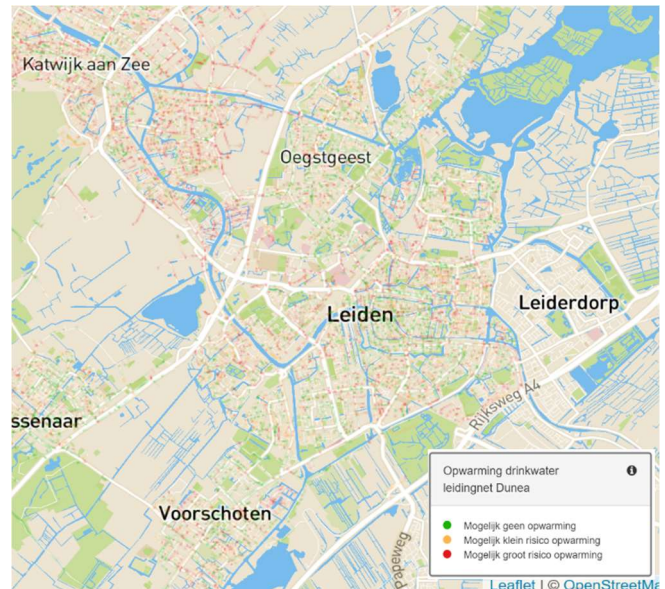 Katwijk aan Zee
Oegstgeest
Leiden
Leiderdorp
Rijksweg A4
ssenaar
Voorschoten
Papeweg
Opwarming drinkwater
leidingnet Dunea
Mogelijk geen opwarming
Mogelijk klein risico opwarming
Mogelijk groot risico opwarming
Leaflet | © OpenStreetMa